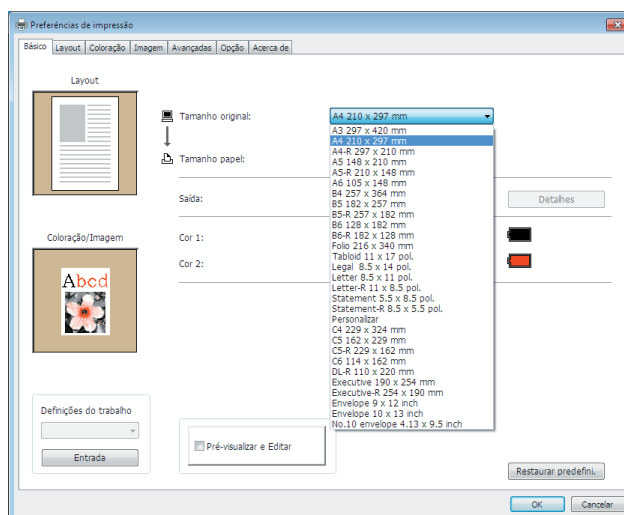 Preferências de impressão
Básico Layout Coloração Imagem Avançadas Opção Acerca de
Layout
Tamanho original:
A4 210 x 297 mm
Tamanho papel:
A3 297 x 420 mm
A4 210 x 297 mm
A4-R 297 x 210 mm
A5 148 x 210 mm
A5-R 210 x 148 mm
A6 105 x 148 mm
B4 257 x 364 mm
B5 182 x 257 mm
B5-R 257 x 182 mm
B6 128 x 182 mm
B6-R 182 x 128 mm
Folio 216 x 340 mm
Tabloid 11 x 17 pol.
Legal 8.5 x 14 pol.
Letter 8.5 x 11 pol.
Letter-R 11 x 8.5 pol.
Statement 5.5 x 8.5 pol.
Statement-R 8.5 x 5.5 pol.
Personalizar
C4 229 x 324 mm
C5 162 x 229 mm
C5-R 229 x 162 mm
C6 114 x 162 mm
DL-R 110 x 220 mm
Executive 190 x 254 mm
Executive-R 254 x 190 mm
Envelope 9 x 12 inch
Envelope 10 x 13 inch
No.10 envelope 4.13 x 9.5 inch
Saída:
Detalhes
Coloração/Imagem
Cor 1:
Cor 2:
Abcd
Definições do trabalho
Entrada
Pré-visualizar e Editar
Restaurar predefini.
OK
Cancelar